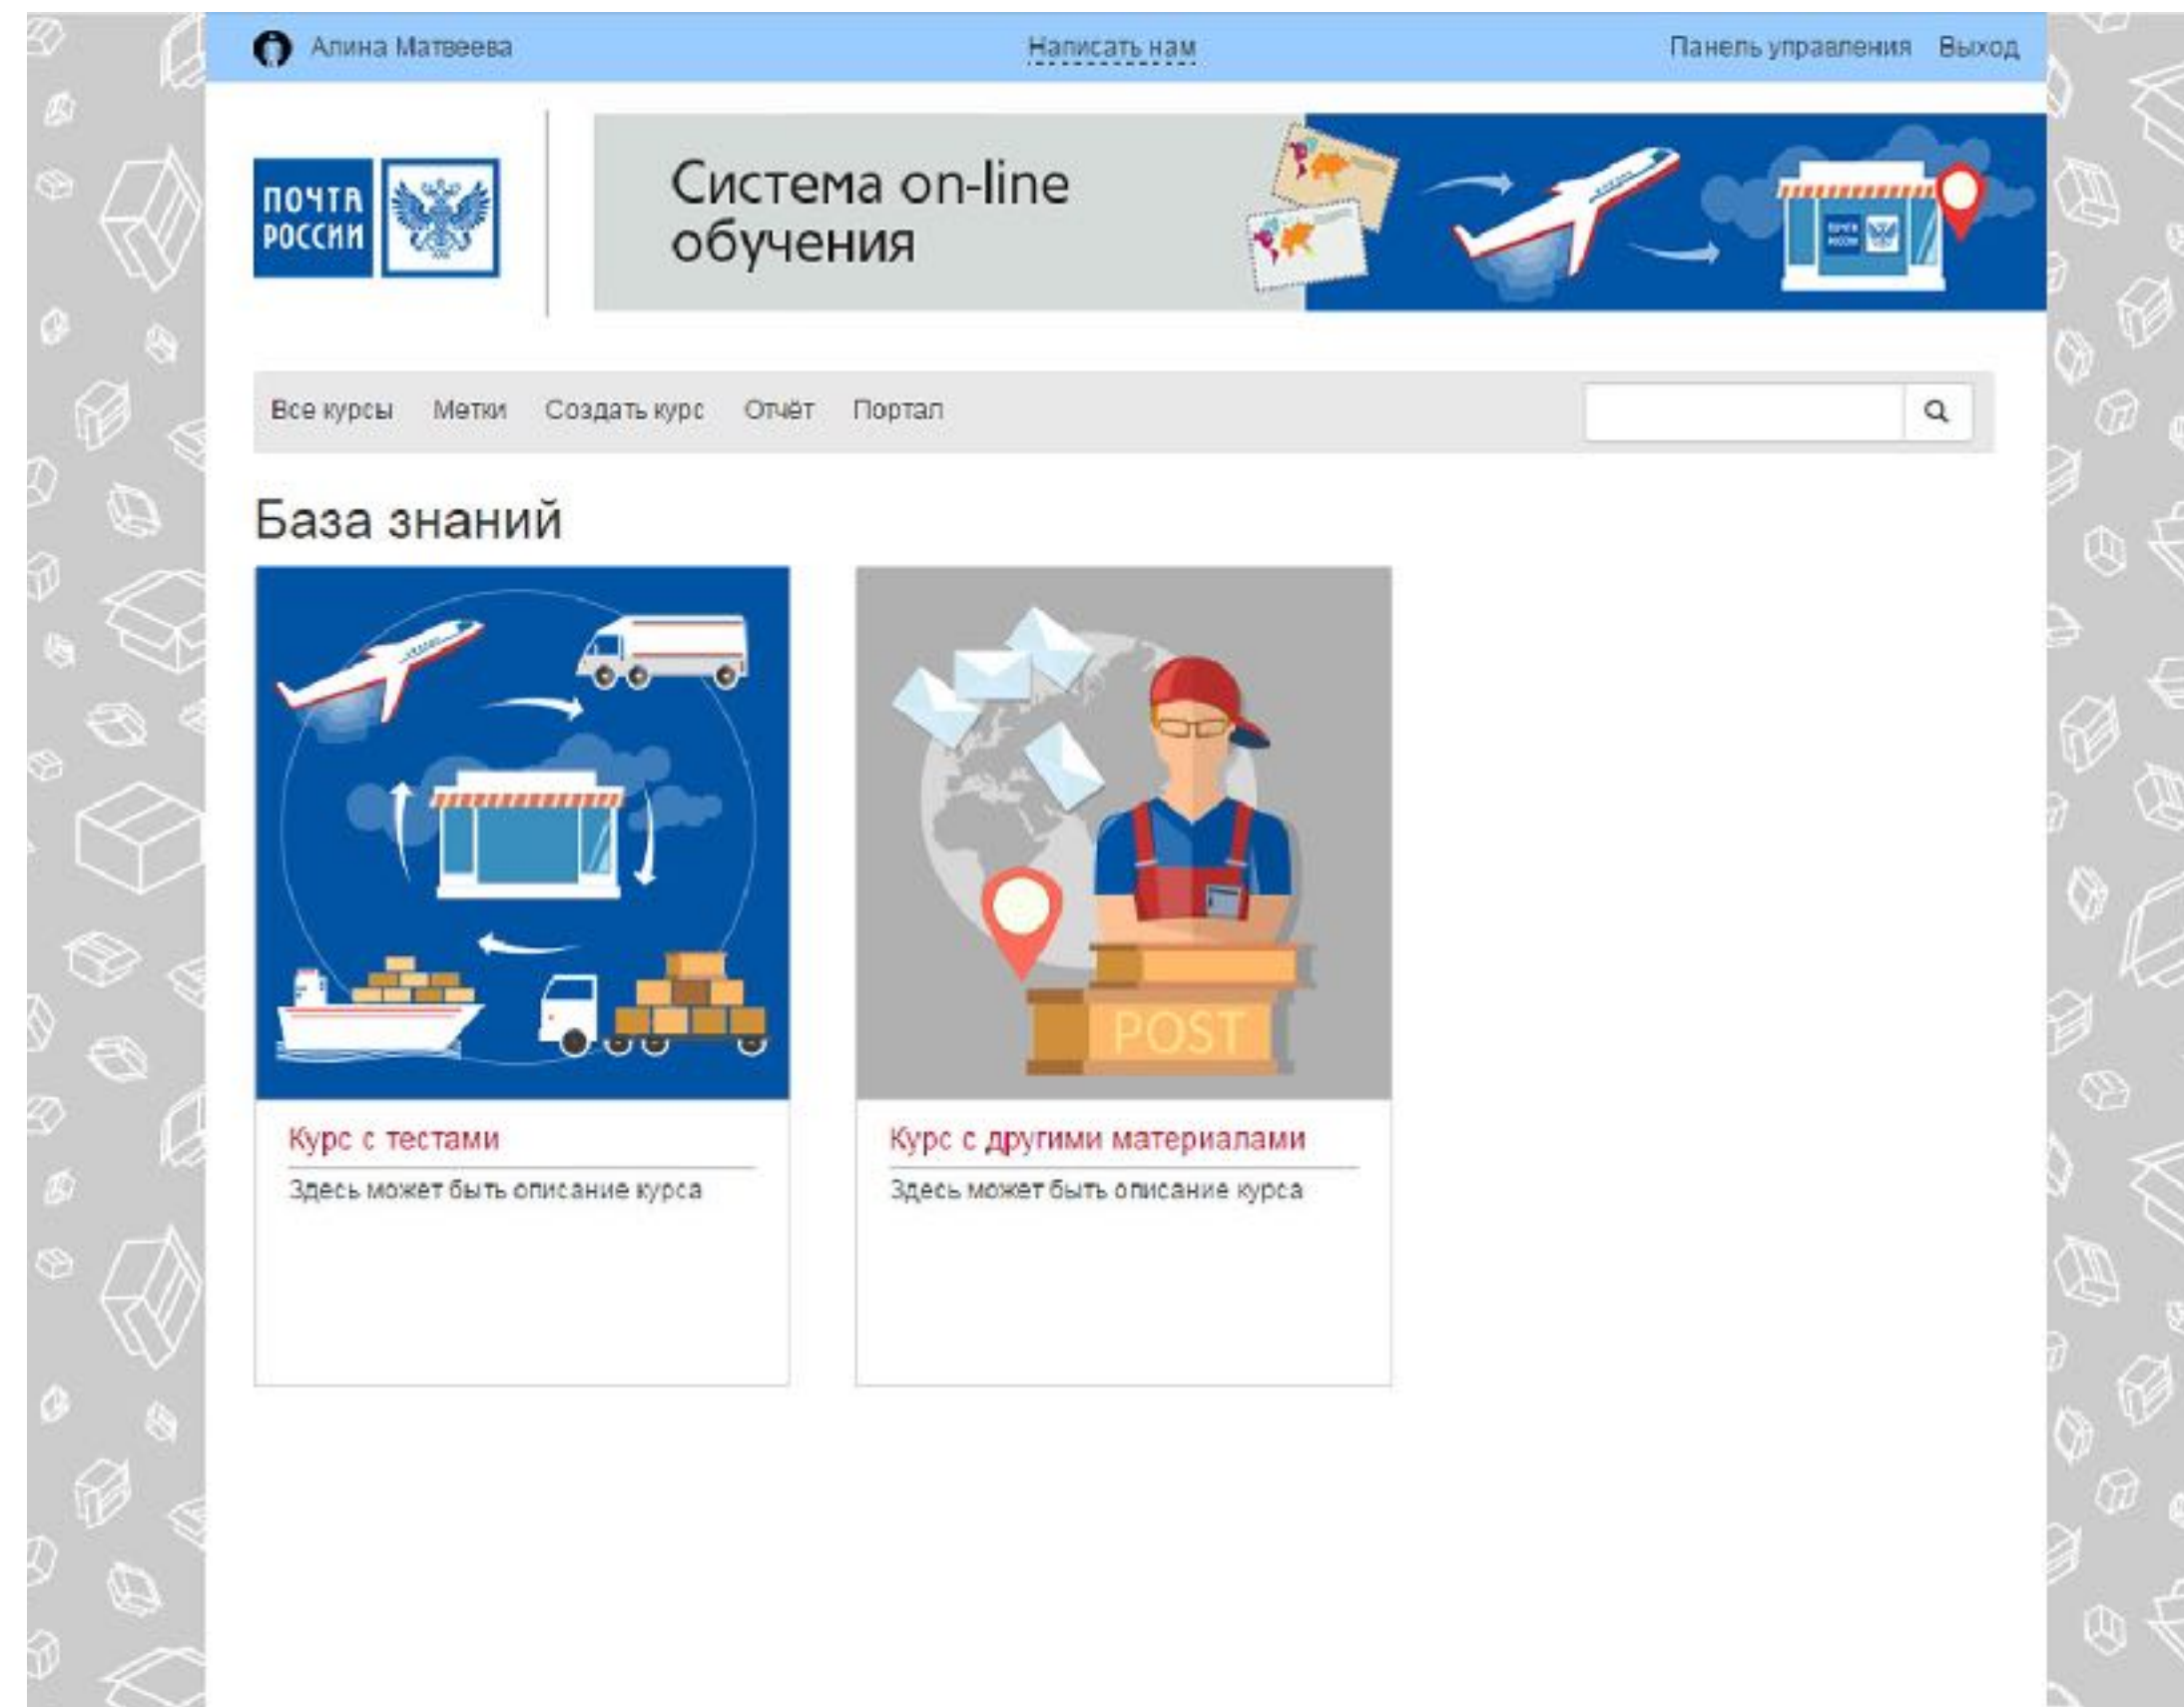 Алина Матвеева
Написать нам
Панель управления
Выход
ПОЧТА
РОССИИ
Система on-line
обучения
Все курсы
Метки
Создать курс
Отчёт
Портал
База знаний
POST
Курс с тестами
Здесь может быть описание курса
Курс с другими материалами
Здесь может быть описание курса